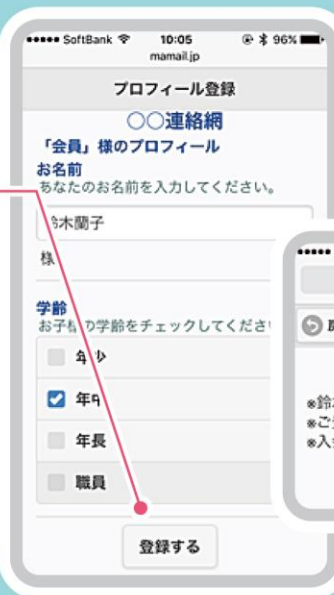 ●●●●● SoftBank 10:05 96%
mamail.jp
プロフィール登録
○○連絡網
「会員」様のプロフィール
お名前
あなたのお名前を入力してください。
鈴木蘭子
様
学齢
お子様の学齢をチェックしてくださ
年少
年中
年長
職員
登録する
●●●●●
※鈴
※ご
※入